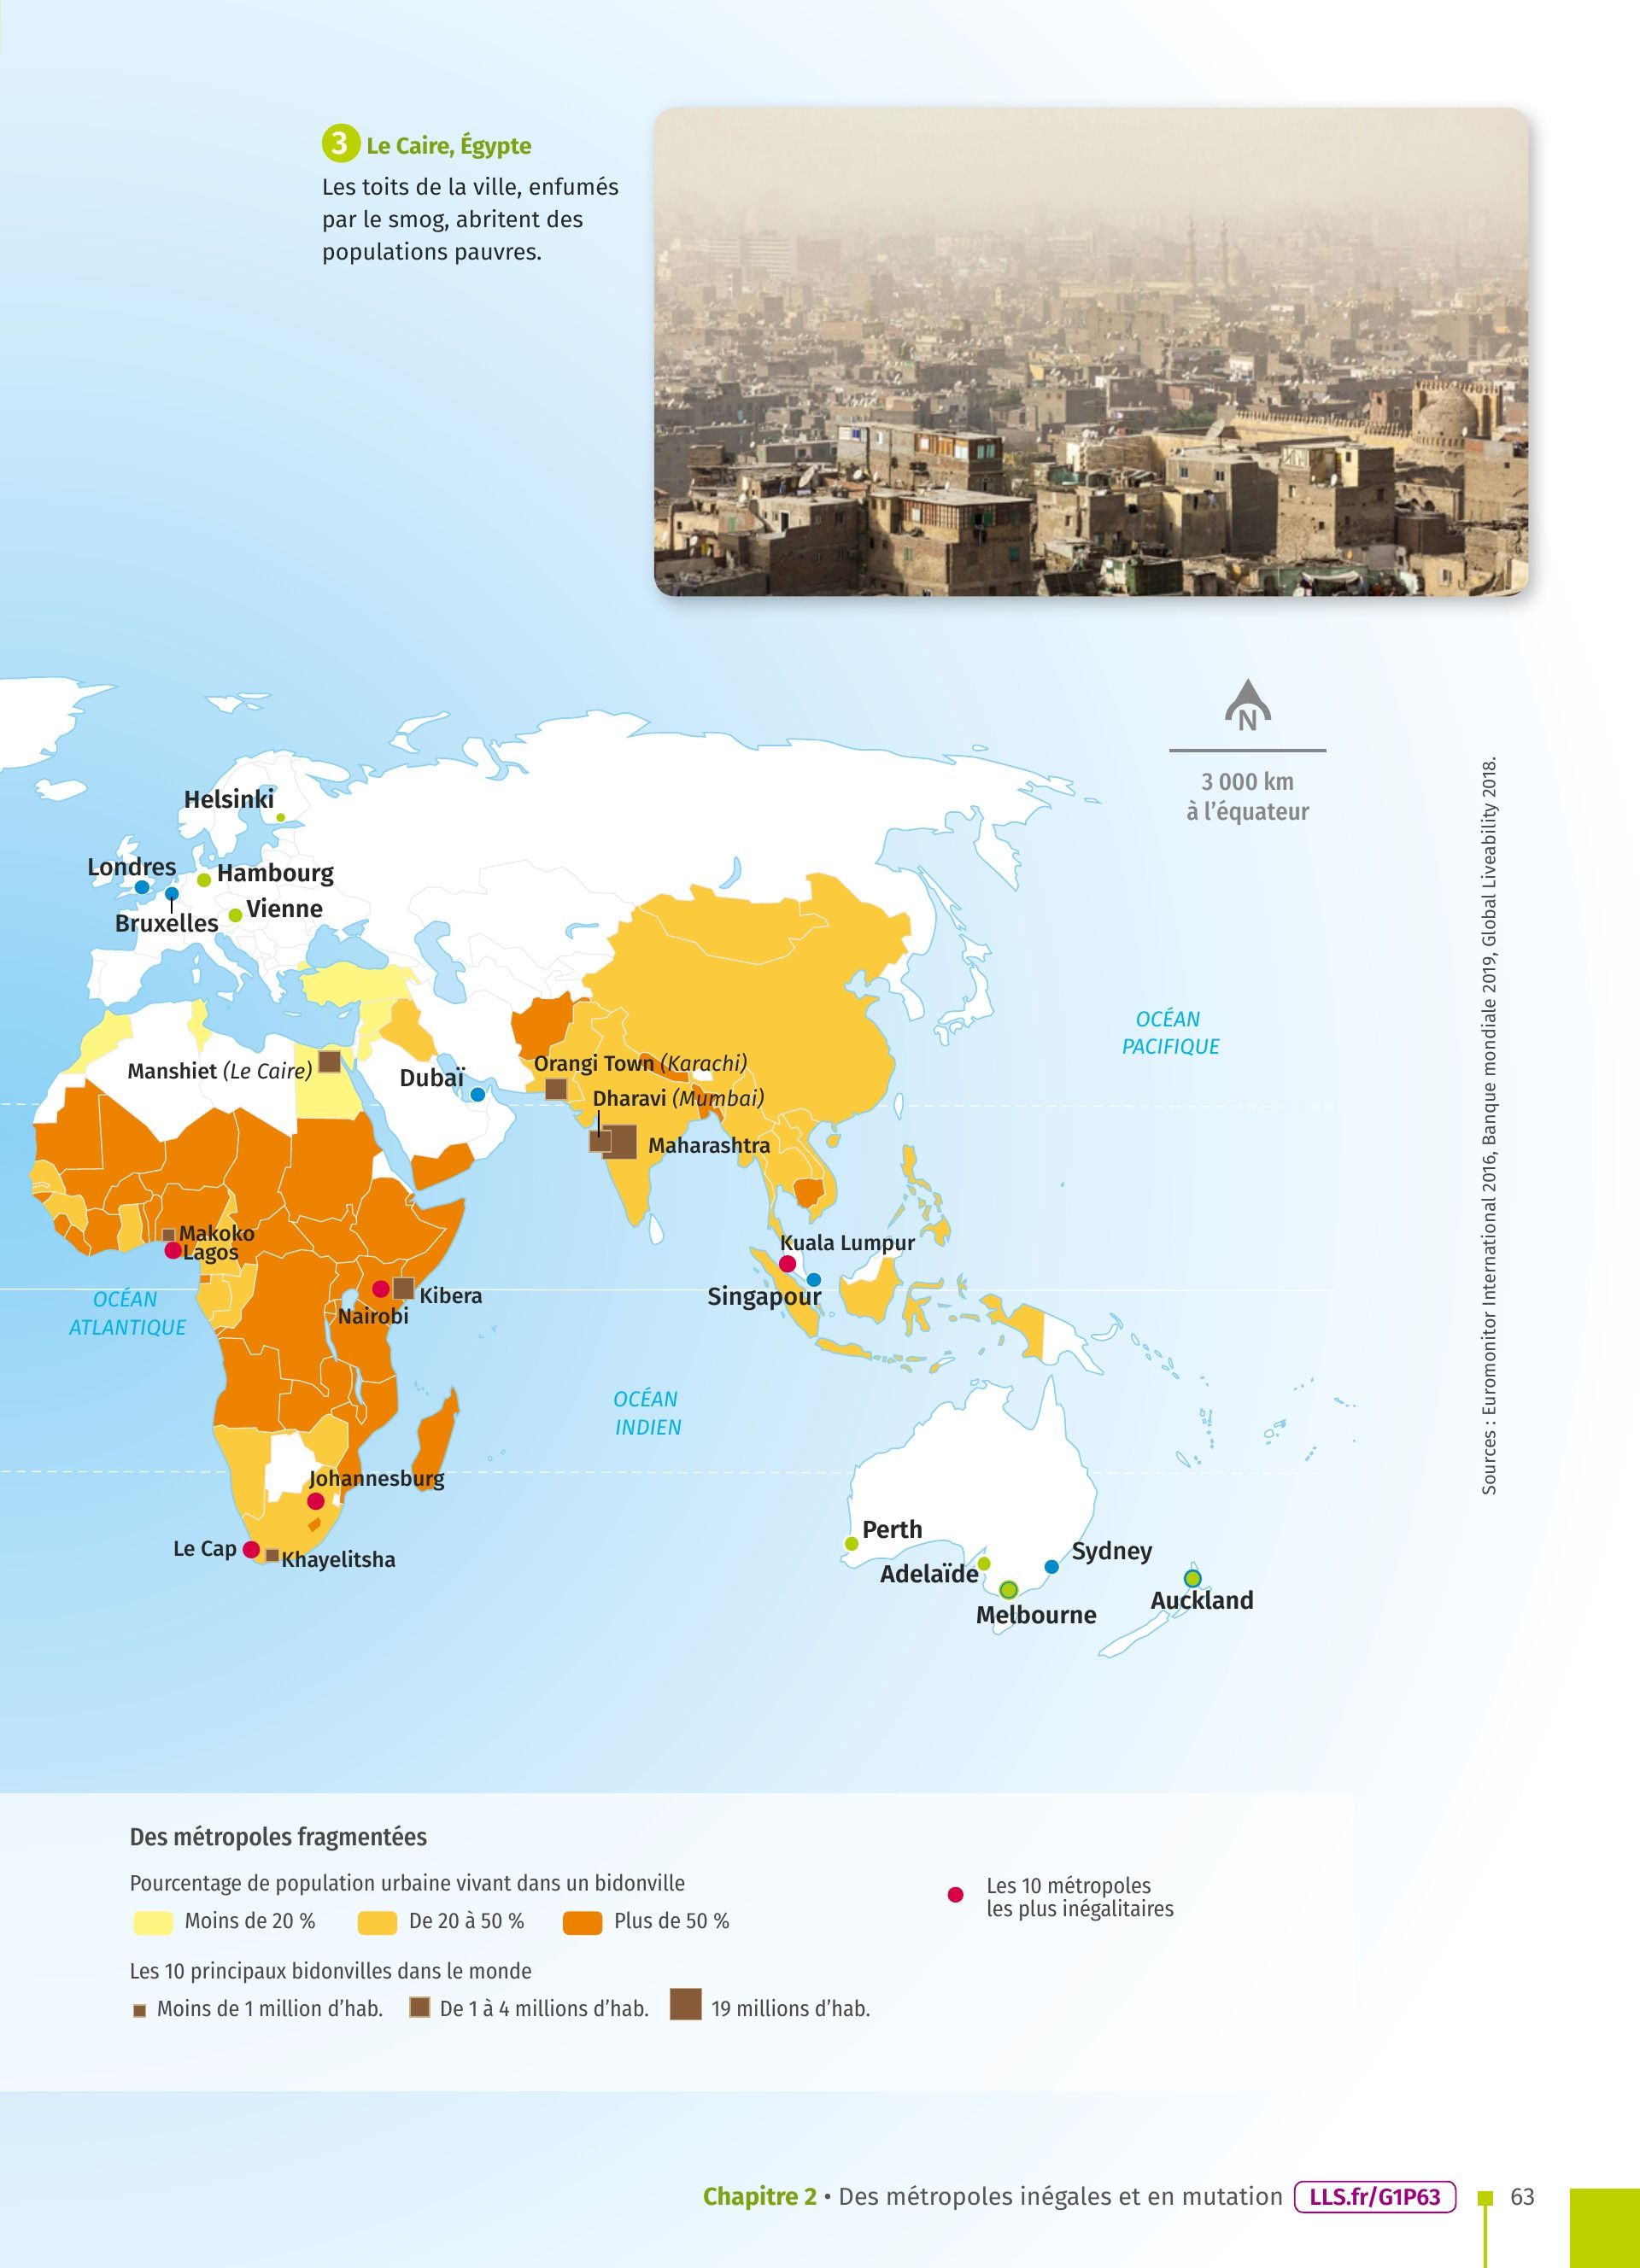 3 Le Caire, Égypte
Les toits de la ville, enfumés
par le smog, abritent des
populations pauvres.
N
3 000 km
à l'équateur
Helsinki
Londres
Hambourg
Bruxelles
Vienne
OCÉAN
PACIFIQUE
Manshiet (Le Caire)
Dubaï
Orangi Town (Karachi)
Dharavi (Mumbai)
Maharashtra
Makoko
Lagos
Kuala Lumpur
Singapour
Kibera
Nairobi
OCÉAN
ATLANTIQUE
OCÉAN
INDIEN
Johannesburg
Le Cap
Khayelitsha
Perth
Adelaïde
Sydney
Melbourne
Auckland
Sources : Euromonitor International 2016, Banque mondiale 2019, Global Liveability 2018.
Des métropoles fragmentées
Pourcentage de population urbaine vivant dans un bidonville
Moins de 20 % De 20 à 50 % Plus de 50 %
Les 10 principaux bidonvilles dans le monde
Moins de 1 million d'hab. De 1 à 4 millions d'hab. 19 millions d'hab.
Les 10 métropoles
les plus inégalitaires
Chapitre 2 • Des métropoles inégales et en mutation LLS.fr/G1P63 63